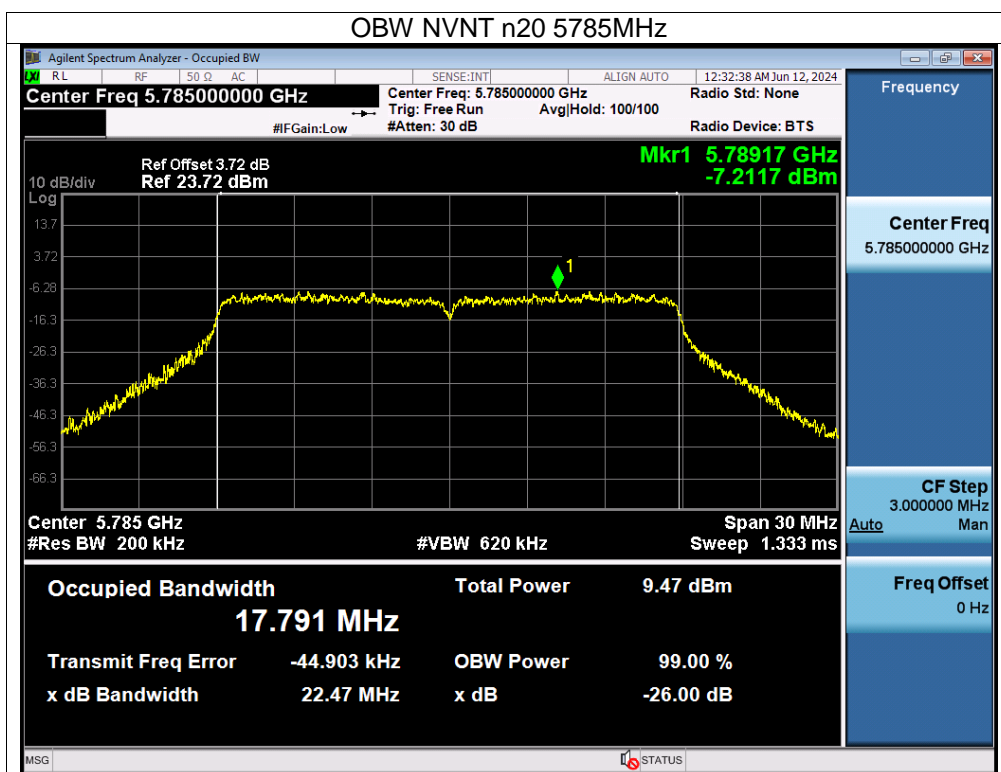 OBW NVNT n20 5785MHz
Agilent Spectrum Analyzer - Occupied BW
LXI RL RF 50 Ω AC SENSE:INT ALIGN AUTO 12:32:38 AM Jun 12, 2024
Center Freq 5.785000000 GHz Center Freq: 5.785000000 GHz Radio Std: None
Trig: Free Run Avg|Hold: 100/100
#IFGain:Low #Atten: 30 dB Radio Device: BTS
Frequency
Mkr1 5.78917 GHz
-7.2117 dBm
Ref Offset 3.72 dB
10 dB/div Ref 23.72 dBm
Log
13.7
3.72
-6.28
-16.3
-26.3
-36.3
-46.3
-56.3
-66.3
1
Center 5.785 GHz Span 30 MHz
#Res BW 200 kHz #VBW 620 kHz Sweep 1.333 ms
Center Freq
5.785000000 GHz
CF Step
3.000000 MHz
Auto Man
Freq Offset
0 Hz
Occupied Bandwidth Total Power 9.47 dBm
17.791 MHz
Transmit Freq Error -44.903 kHz OBW Power 99.00 %
x dB Bandwidth 22.47 MHz x dB -26.00 dB
MSG STATUS